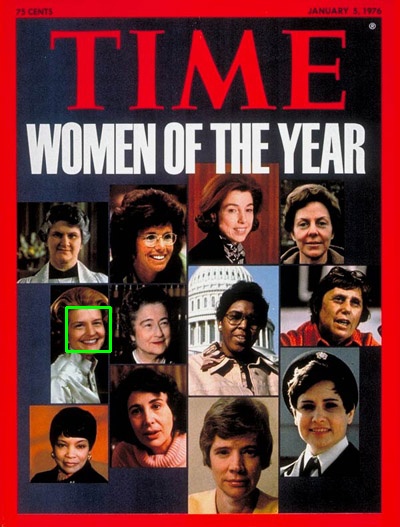 75 CENTS
JANUARY 5, 1976
TIME
®
WOMEN OF THE YEAR